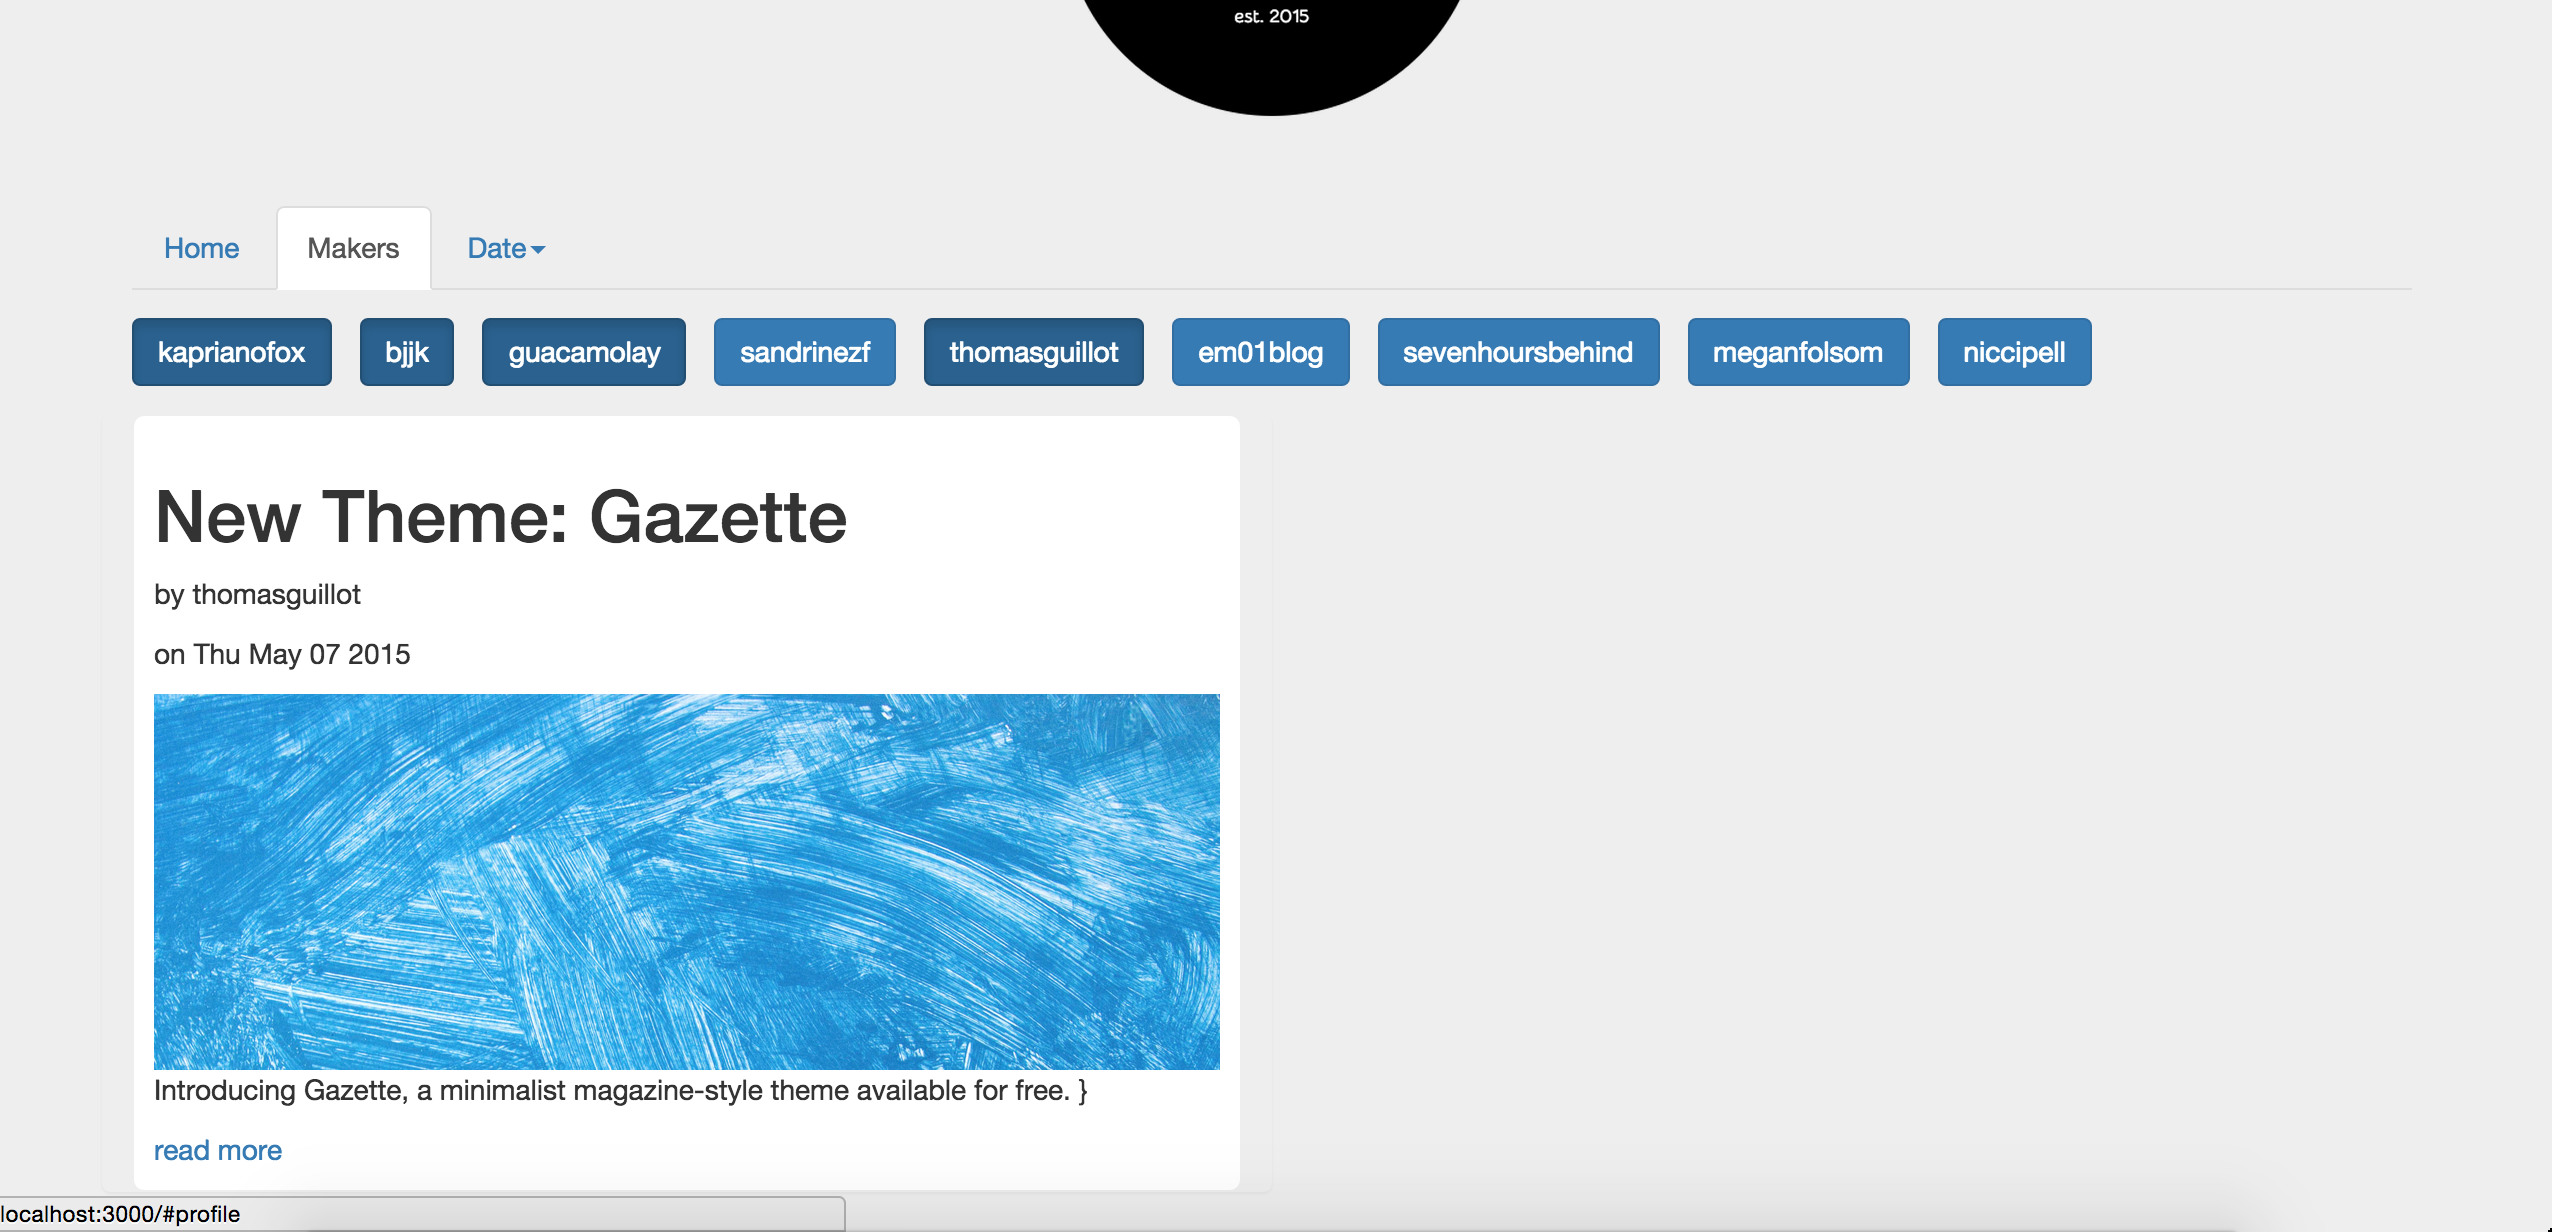 est. 2015
Home Makers Date
kaprianofox bjjk guacamolay sandrinezf thomasguillot em01blog sevenhoursbehind meganfolsom niccipell
New Theme: Gazette
by thomasguillot
on Thu May 07 2015
Introducing Gazette, a minimalist magazine-style theme available for free. }
read more
localhost:3000/#profile